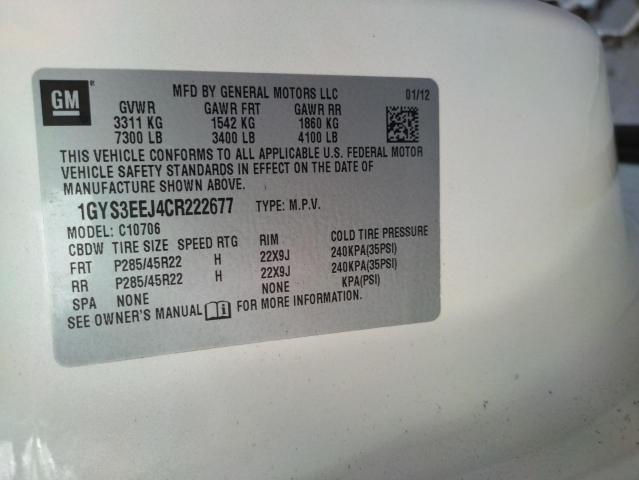 GM
MFD BY GENERAL MOTORS LLC 01/12
GVWR GAWR FRT GAWR RR
3311 KG 1542 KG 1860 KG
7300 LB 3400 LB 4100 LB
THIS VEHICLE CONFORMS TO ALL APPLICABLE U.S. FEDERAL MOTOR
VEHICLE SAFETY STANDARDS IN EFFECT ON THE DATE OF
MANUFACTURE SHOWN ABOVE.
1GYS3EEJ4CR222677 TYPE: M.P.V.
MODEL: C10706
CBDW TIRE SIZE SPEED RTG RIM COLD TIRE PRESSURE
FRT P285/45R22 H 22X9J 240KPA(35PSI)
RR P285/45R22 H 22X9J 240KPA(35PSI)
SPA NONE NONE KPA(PSI)
SEE OWNER'S MANUAL i FOR MORE INFORMATION.